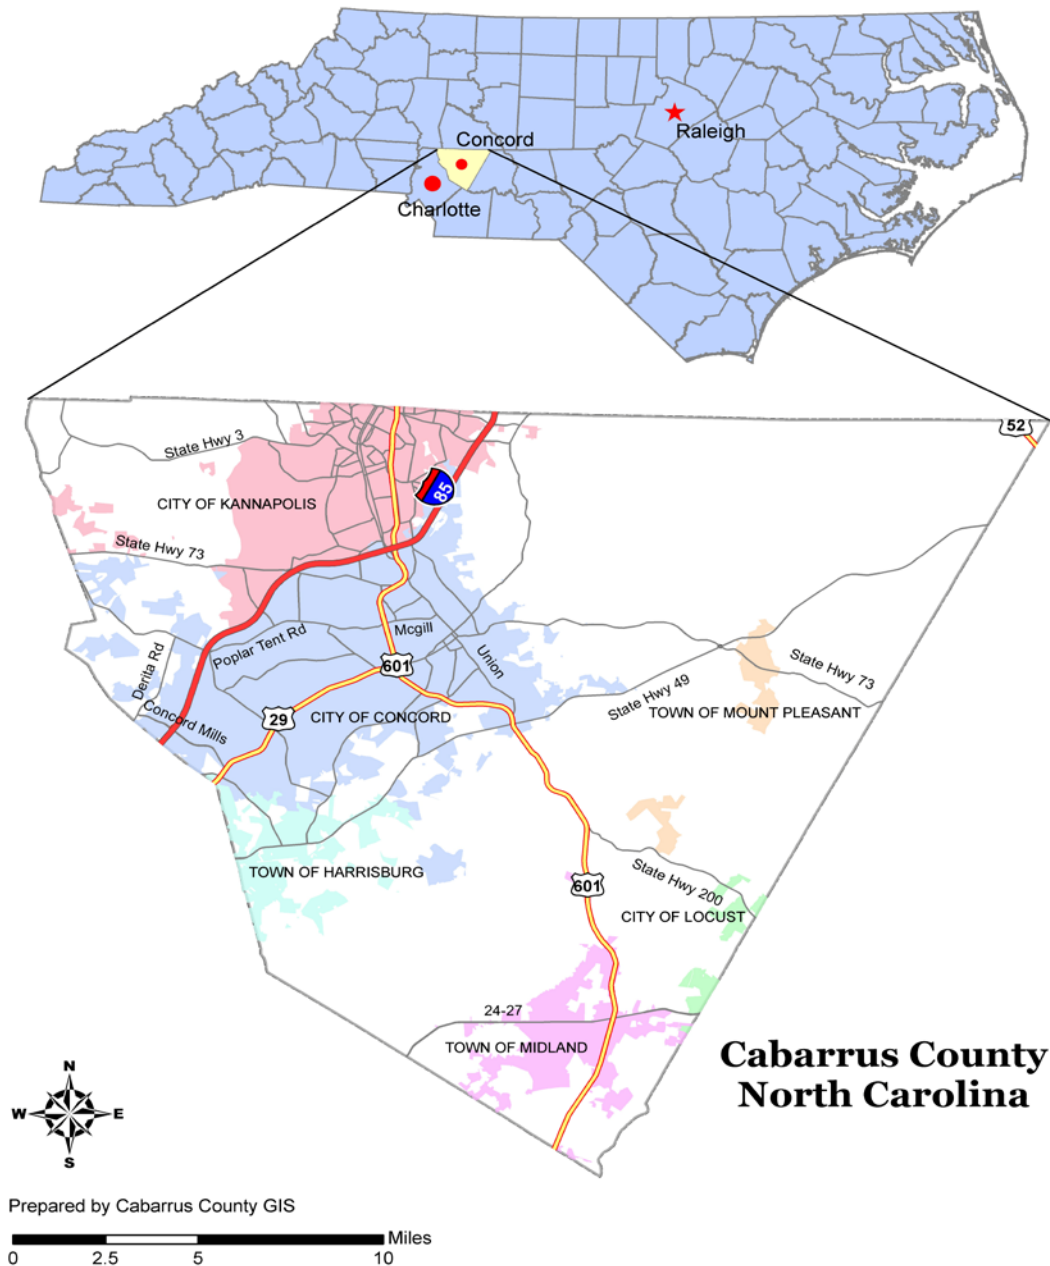 Raleigh
Concord
Charlotte
52
State Hwy 3
85
CITY OF KANNAPOLIS
State Hwy 73
Mcgill
Poplar Tent Rd
Union
Derita Rd
601
State Hwy 73
State Hwy 49
29
CITY OF CONCORD
TOWN OF MOUNT PLEASANT
Concord Mills
TOWN OF HARRISBURG
601
State Hwy 200
CITY OF LOCUST
24-27
TOWN OF MIDLAND
Cabarrus County
North Carolina
N
W
E
S
Prepared by Cabarrus County GIS
Miles
0 2.5 5 10